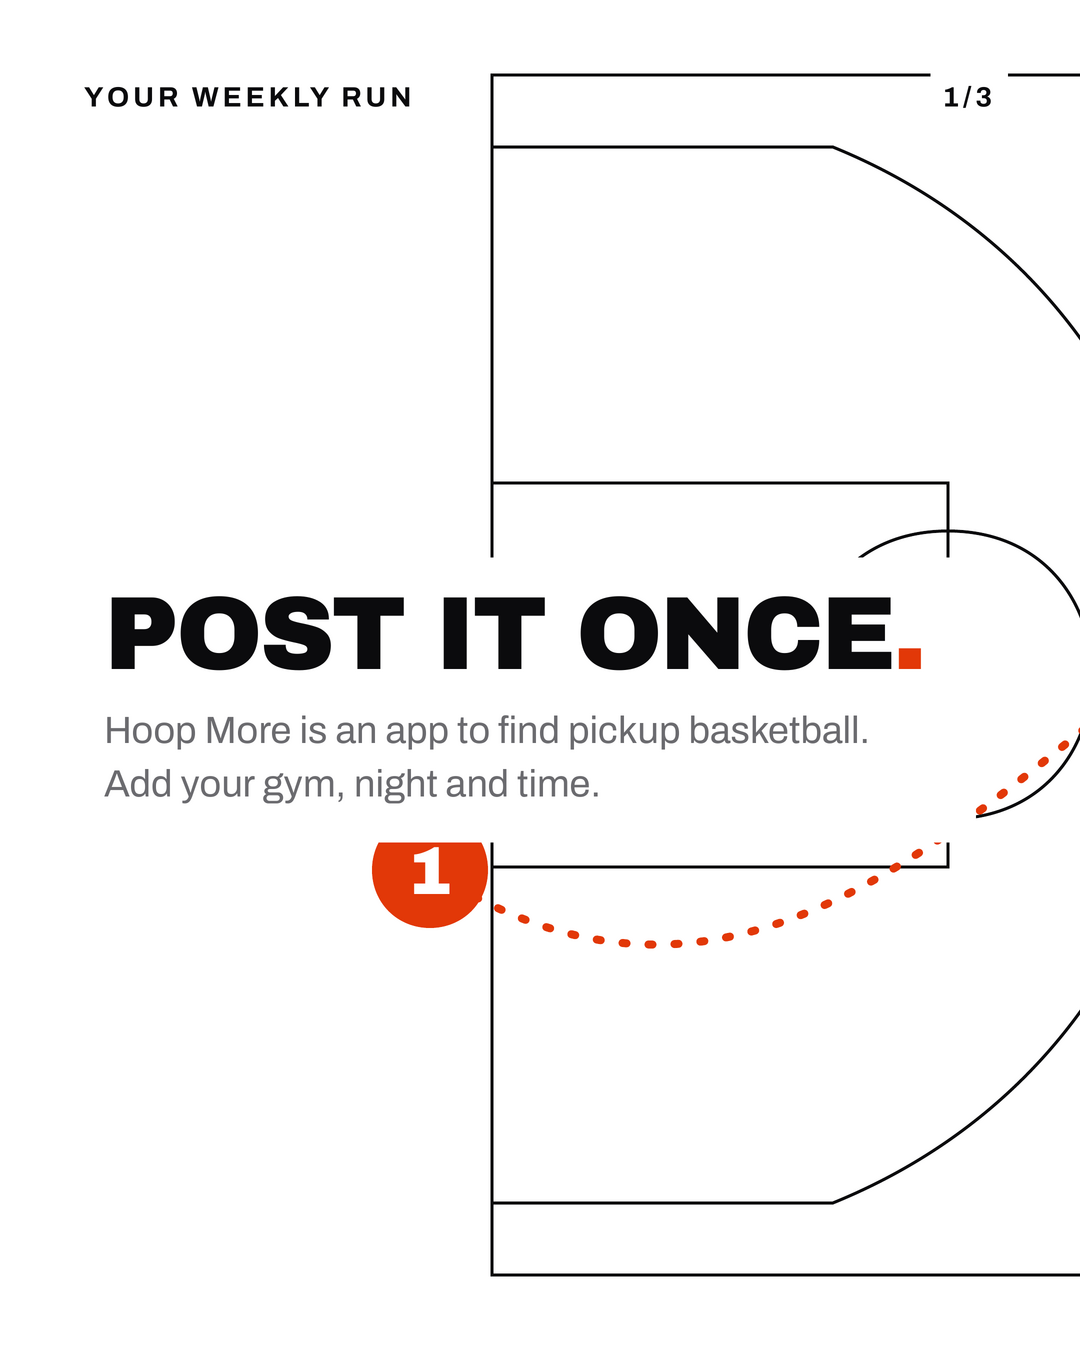 YOUR WEEKLY RUN
1/3
POST IT ONCE.
Hoop More is an app to find pickup basketball.
Add your gym, night and time.
1